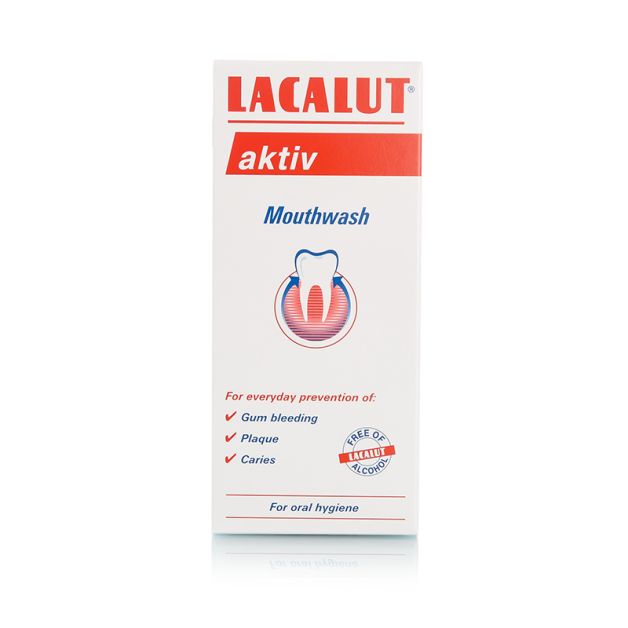 LACALUT®
aktiv
Mouthwash
For everyday prevention of:
✔ Gum bleeding
✔ Plaque
✔ Caries
FREE OF
LACALUT
ALCOHOL
For oral hygiene